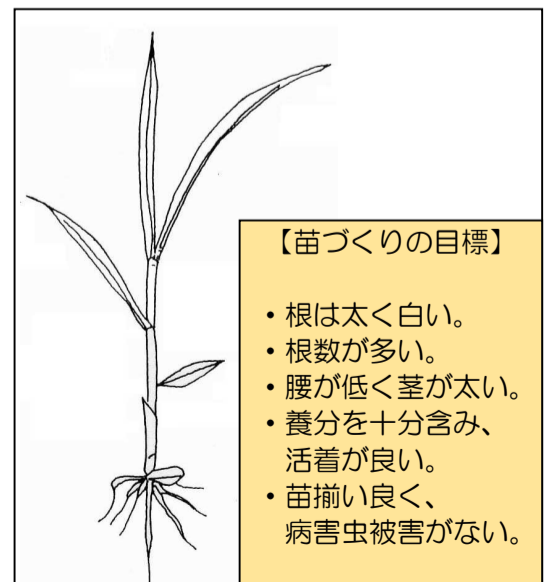 【苗づくりの目標】
・根は太く白い。
・根数が多い。
・腰が低く茎が太い。
・養分を十分含み、
活着が良い。
・苗揃い良く、
病害虫被害がない。